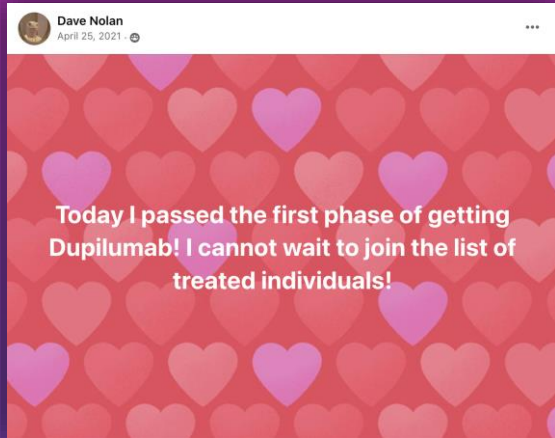 Dave Nolan
April 25, 2021 ·
Today I passed the first phase of getting
Dupilumab! I cannot wait to join the list of
treated individuals!